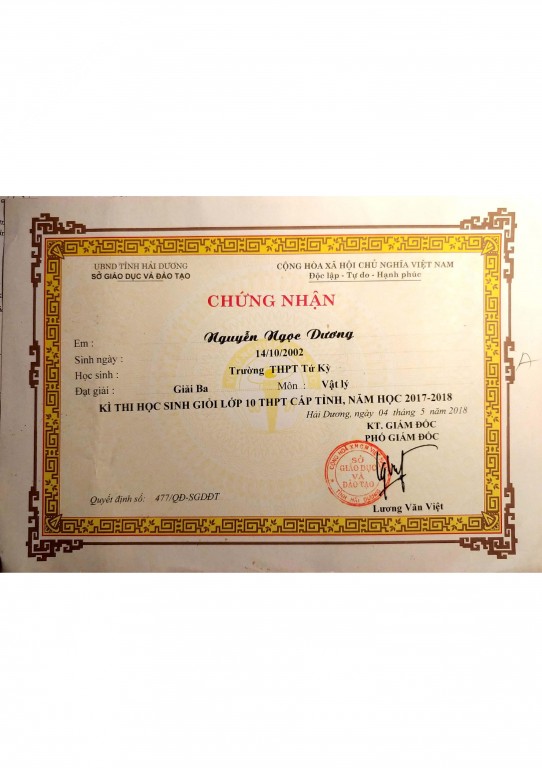 UBND TỈNH HẢI DƯƠNG
SỞ GIÁO DỤC VÀ ĐÀO TẠO
CỘNG HÒA XÃ HỘI CHỦ NGHĨA VIỆT NAM
Độc lập - Tự do - Hạnh phúc
CHỨNG NHẬN
Em : Nguyễn Ngọc Dương
Sinh ngày : 14/10/2002
Học sinh : Trường THPT Tứ Kỳ
Đạt giải : Giải Ba Môn : Vật lý
KÌ THI HỌC SINH GIỎI LỚP 10 THPT CẤP TỈNH, NĂM HỌC 2017-2018
Hải Dương, ngày 04 tháng 5 năm 2018
KT. GIÁM ĐỐC
PHÓ GIÁM ĐỐC
SỞ
GIÁO DỤC
VÀ
ĐÀO TẠO
TỈNH HẢI DƯƠNG
Quyết định số: 477/QĐ-SGDĐT
Lương Văn Việt
A